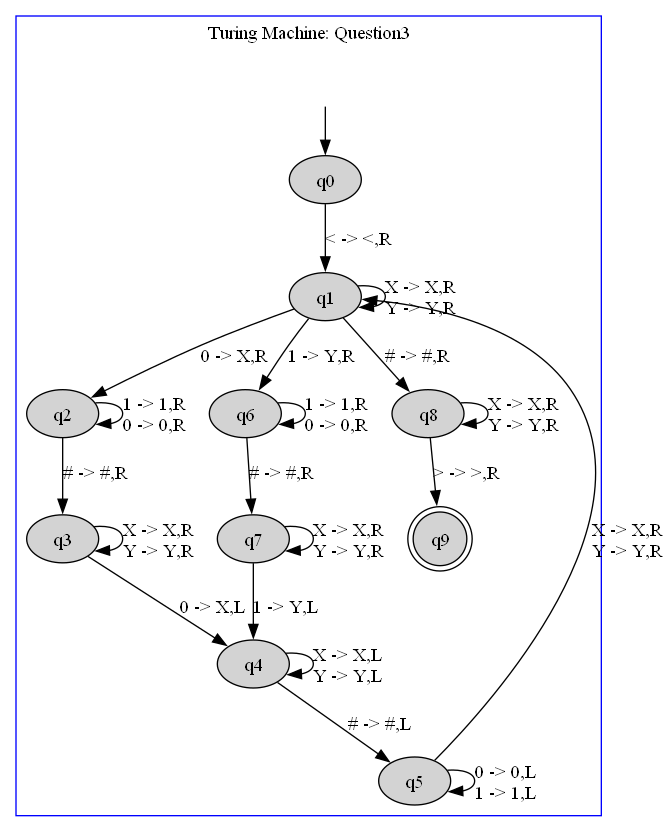 Turing Machine: Question3
q0
< -> <,R
q1
X -> X,R
Y -> Y,R
0 -> X,R
1 -> Y,R
# -> #,R
q2
1 -> 1,R
0 -> 0,R
q6
1 -> 1,R
0 -> 0,R
q8
X -> X,R
Y -> Y,R
# -> #,R
# -> #,R
> -> >,R
q3
X -> X,R
Y -> Y,R
q7
X -> X,R
Y -> Y,R
q9
X -> X,R
Y -> Y,R
0 -> X,L
1 -> Y,L
q4
X -> X,L
Y -> Y,L
# -> #,L
q5
0 -> 0,L
1 -> 1,L